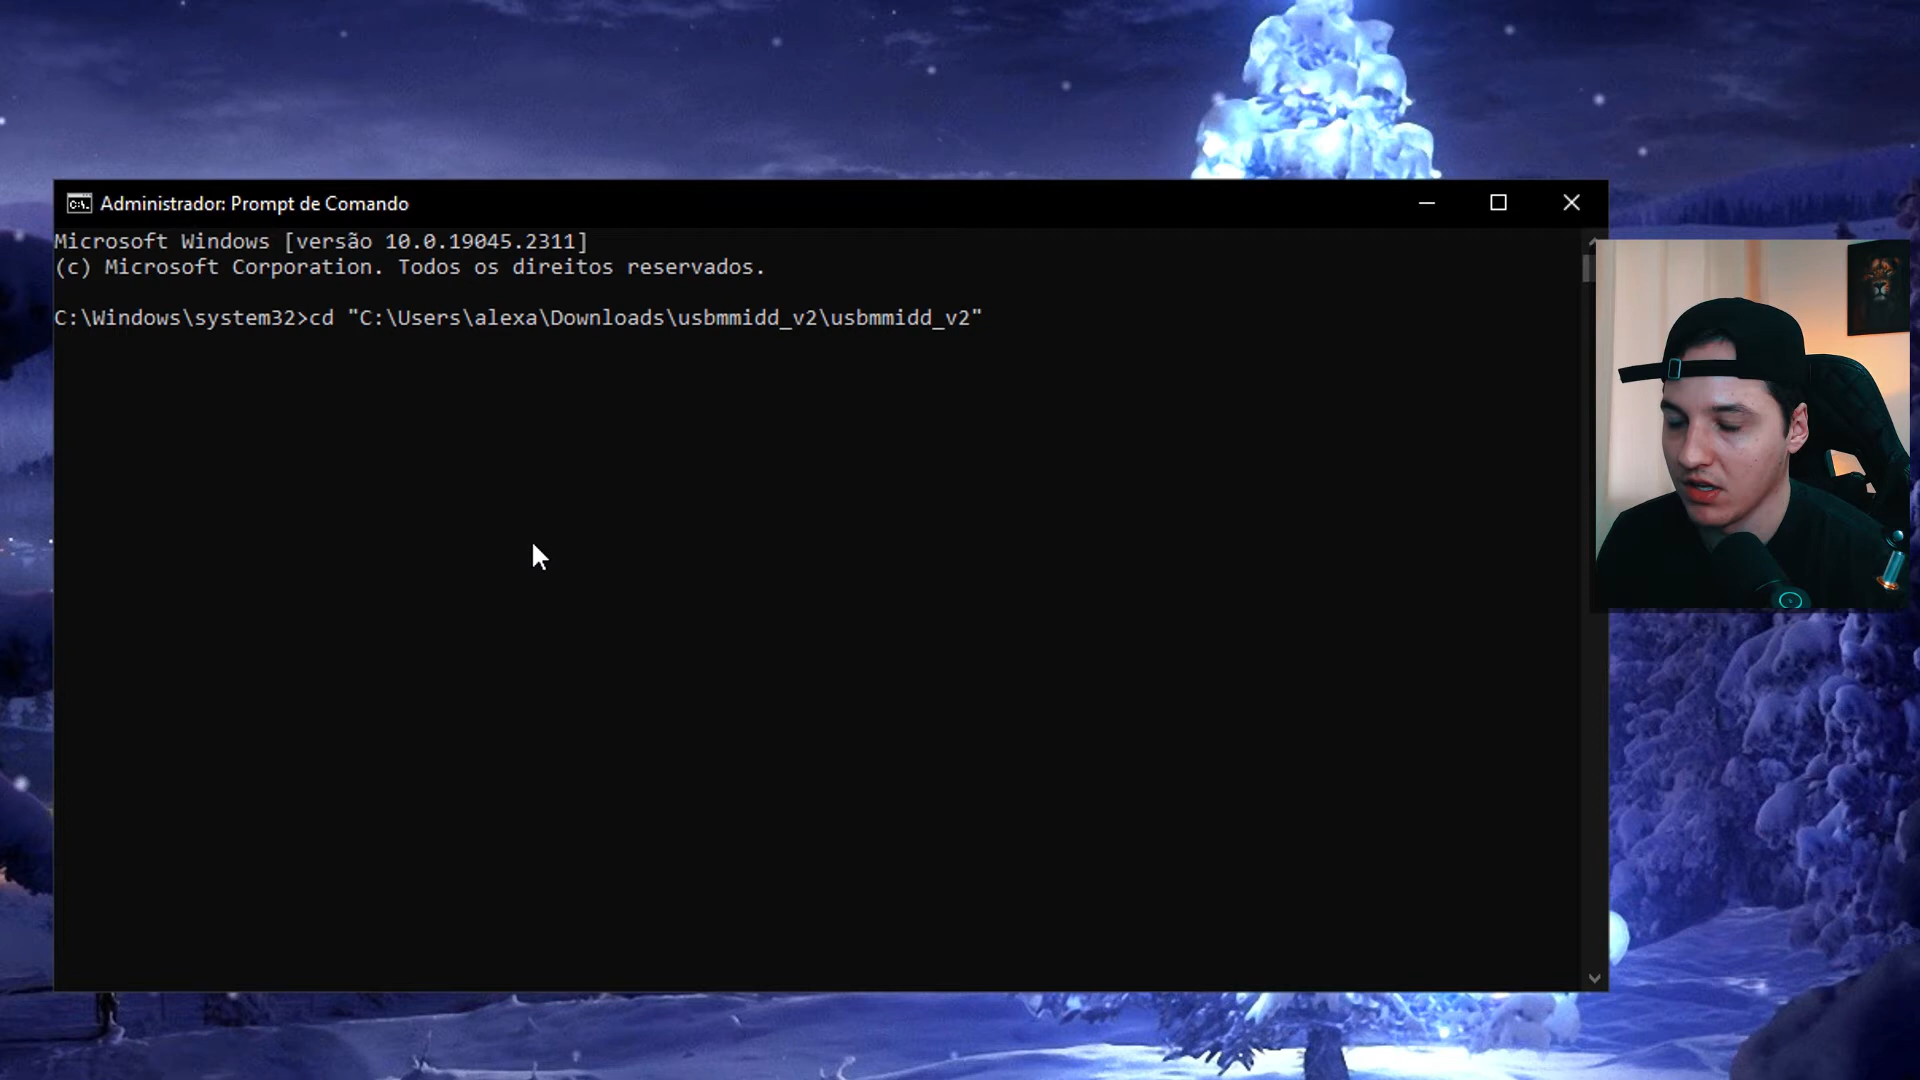 Administrador: Prompt de Comando
Microsoft Windows [versão 10.0.19045.2311]
(c) Microsoft Corporation. Todos os direitos reservados.
C:\Windows\system32>cd "C:\Users\alexa\Downloads\usbmmidd_v2\usbmmidd_v2"